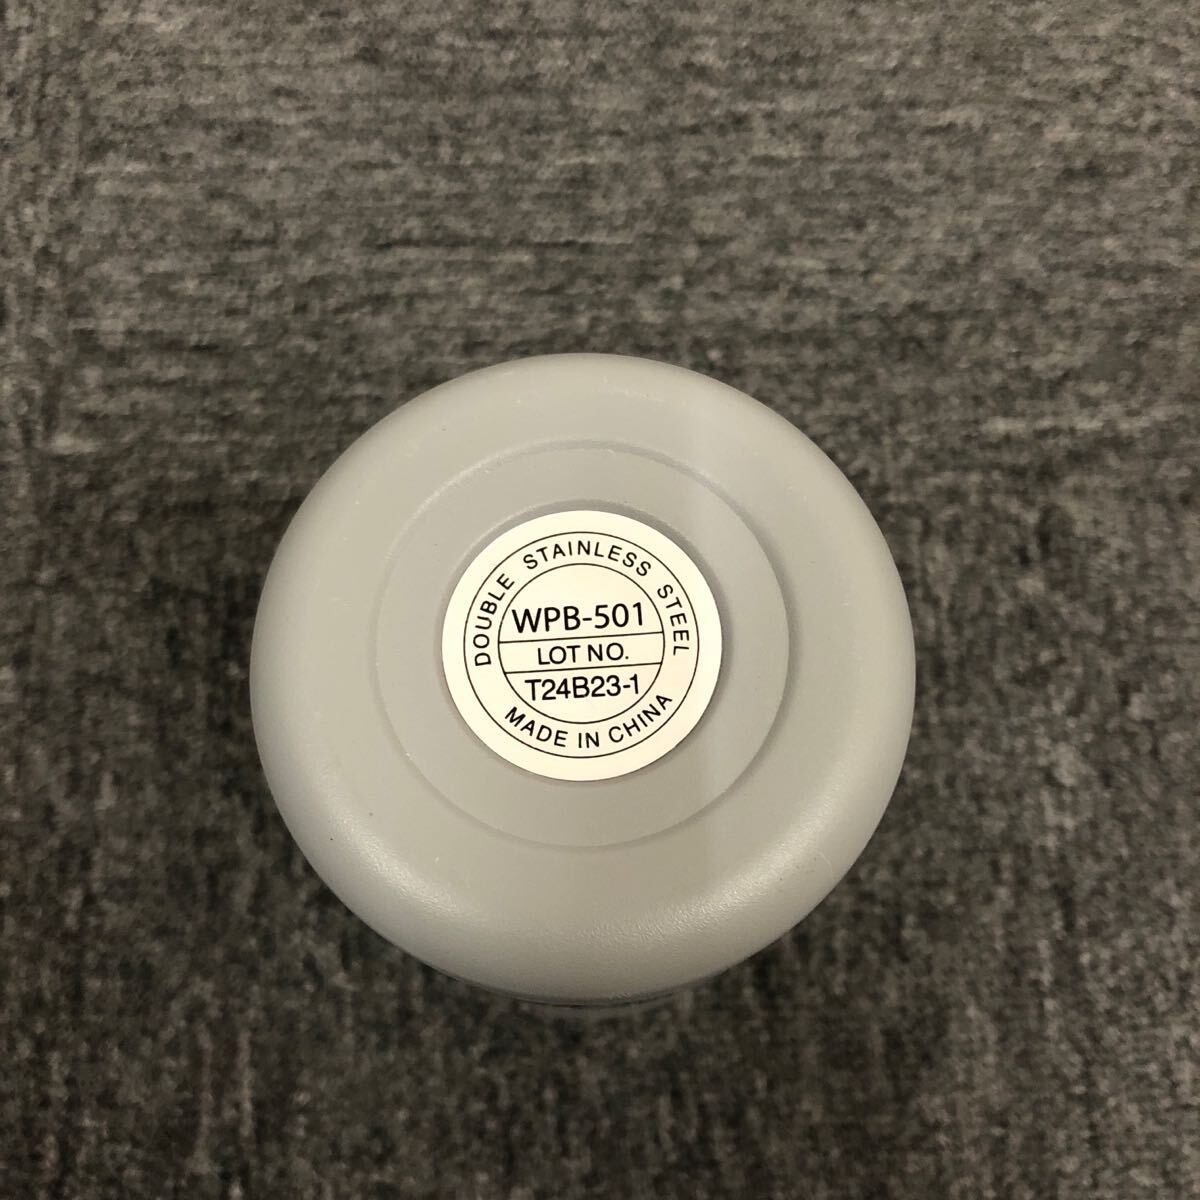 DOUBLE STAINLESS STEEL
WPB-501
LOT NO.
T24B23-1
MADE IN CHINA